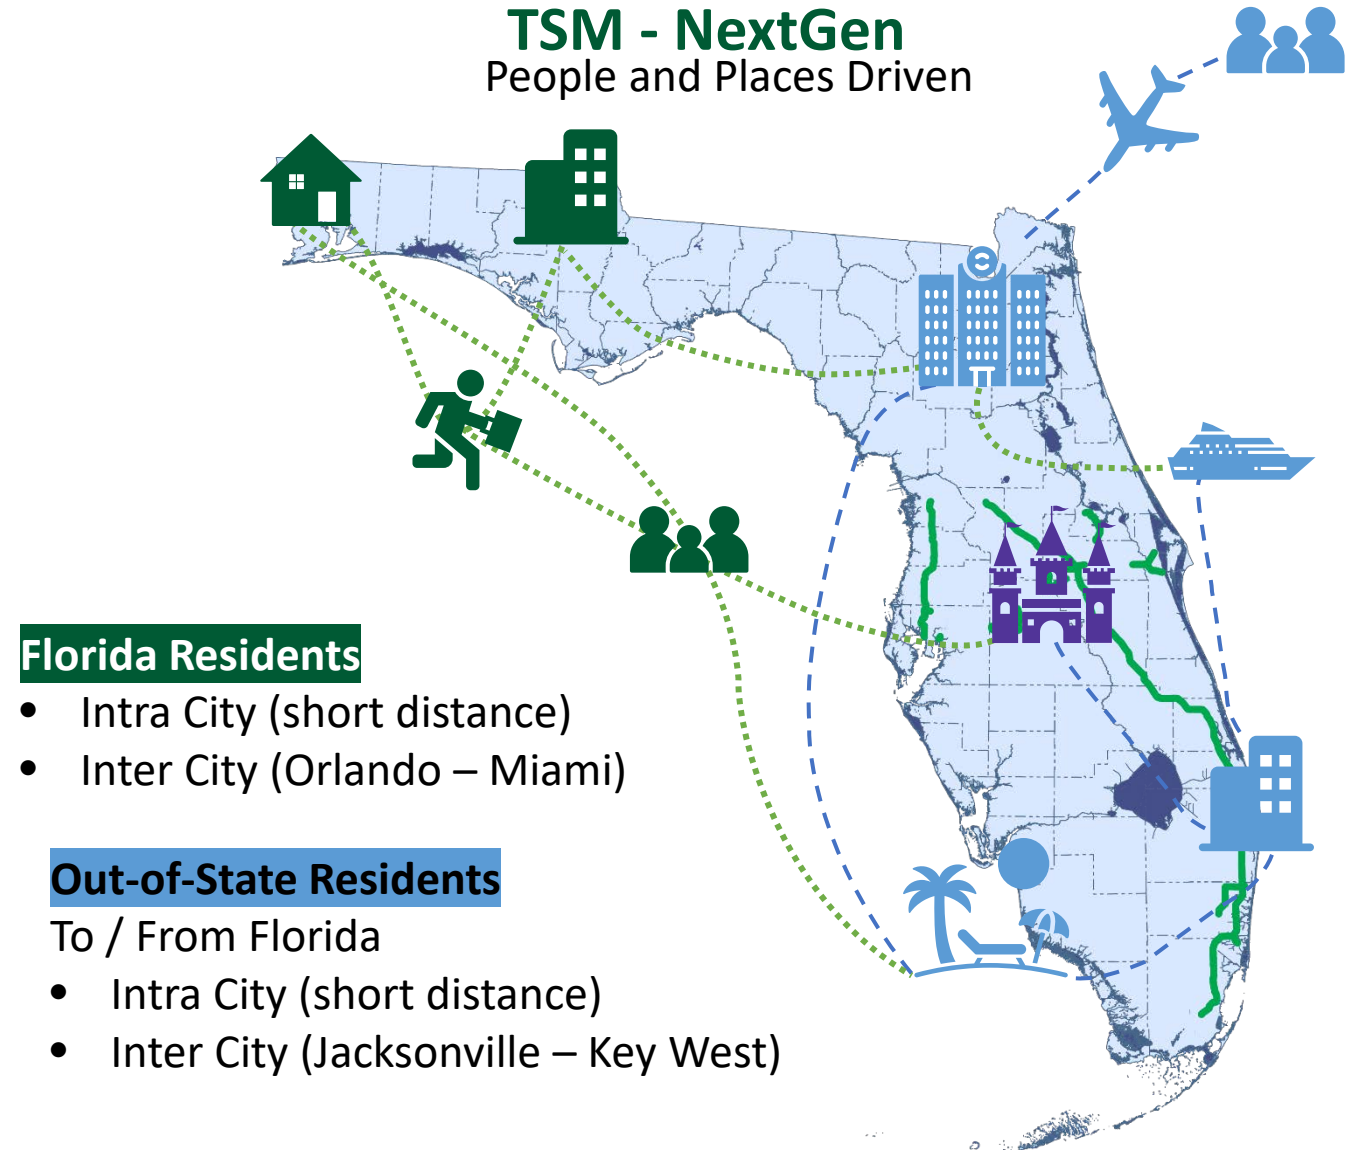 TSM - NextGen
People and Places Driven
Florida Residents
• Intra City (short distance)
• Inter City (Orlando – Miami)
Out-of-State Residents
To / From Florida
• Intra City (short distance)
• Inter City (Jacksonville – Key West)